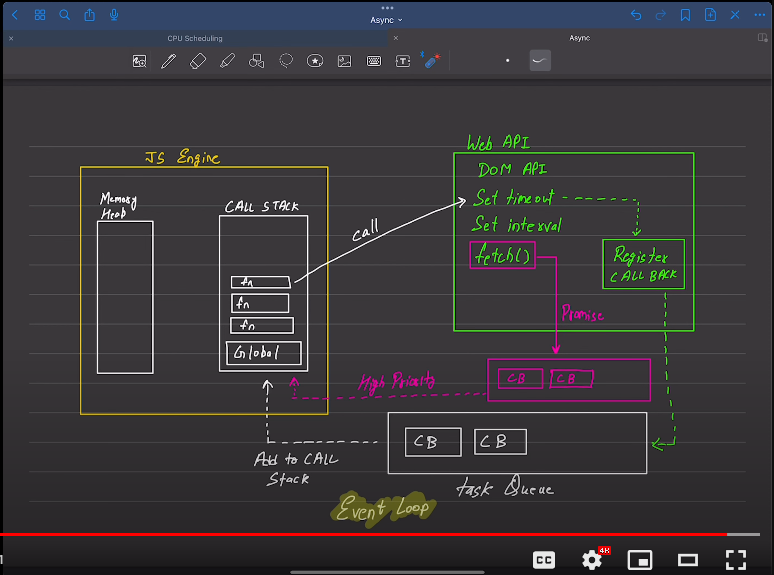 Async
CPU Scheduling
Async
JS Engine
Memory
Heab
CALL STACK
fn
fn
fn
Global
call
Web API
DOM API
Set timeout
Set interval
fetch()
Register
CALL BACK
Promise
CB CB
High Priority
CB CB
Add to CALL
Stack
task Queue
Event Loop
CC
4K